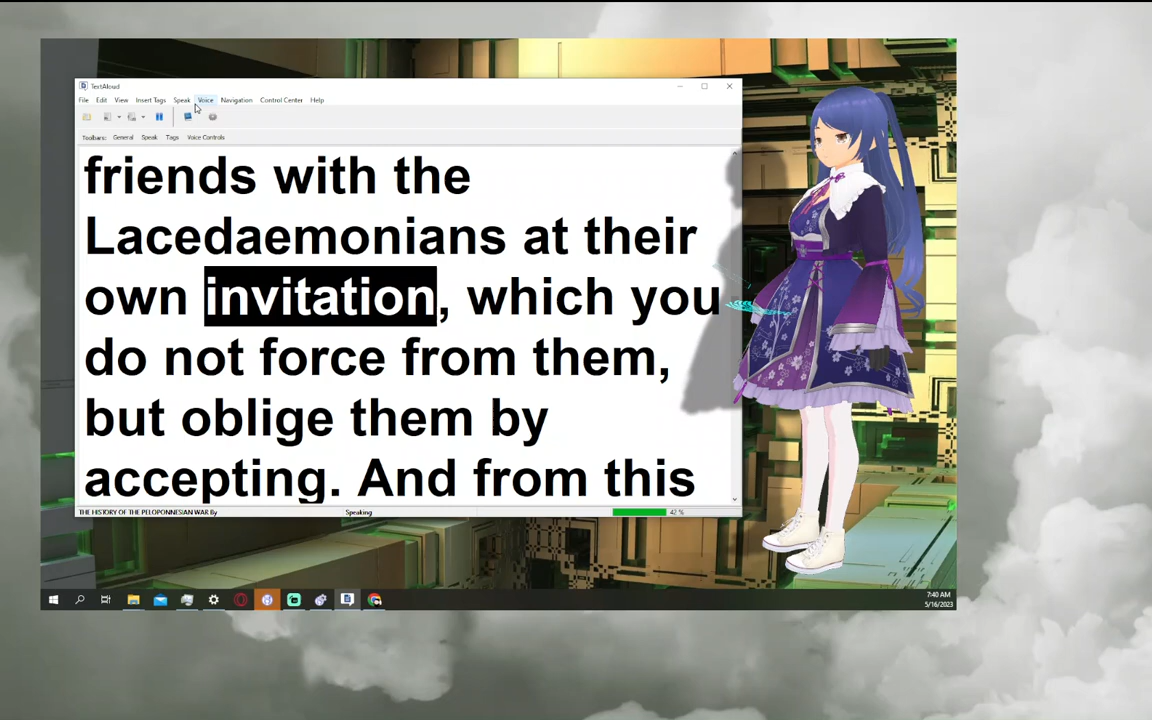 TextAloud
File Edit View Insert Tags Speak Voice Navigation Control Center Help
Toolbars: General Speak Tags Voice Controls
friends with the
Lacedaemonians at their
own invitation, which you
do not force from them,
but oblige them by
accepting. And from this
THE HISTORY OF THE PELOPONNESIAN WAR By Speaking 42 %
7:40 AM
5/16/2023